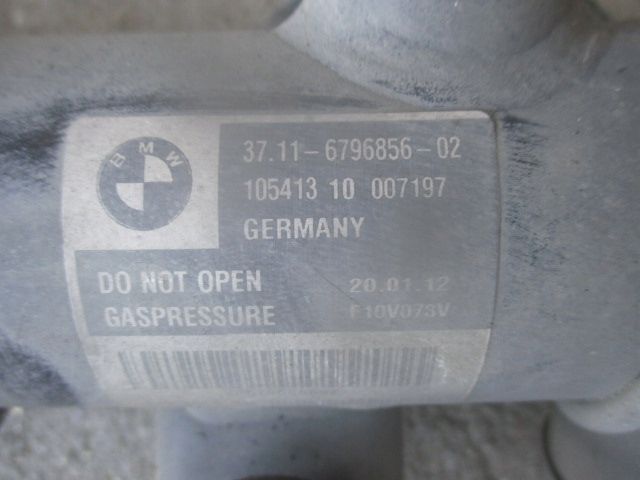 BMW
37.11-6796856-02
105413 10 007197
GERMANY
DO NOT OPEN
20.01.12
GASPRESSURE
F10V073V